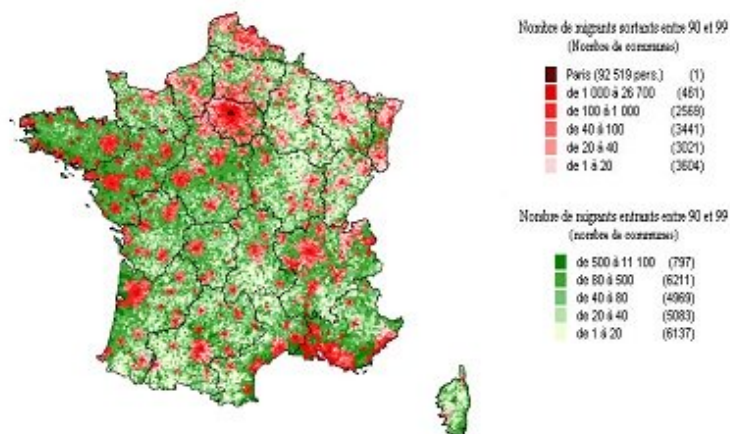 Nombre de migrants sortants entre 90 et 99
(Nombre de communes)
Paris (92 519 pers.) (1)
de 1 000 à 26 700 (461)
de 100 à 1 000 (2569)
de 40 à 100 (3441)
de 20 à 40 (3021)
de 1 à 20 (3604)
Nombre de migrants entrants entre 90 et 99
(nombre de communes)
de 500 à 11 100 (797)
de 80 à 500 (6211)
de 40 à 80 (4969)
de 20 à 40 (5083)
de 1 à 20 (6137)